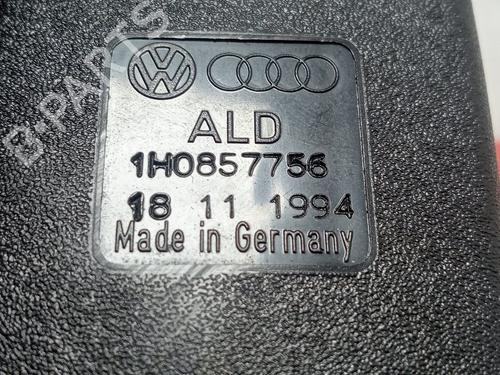 B-PARTS
ALD
1H0857756
18 11 1994
Made in Germany